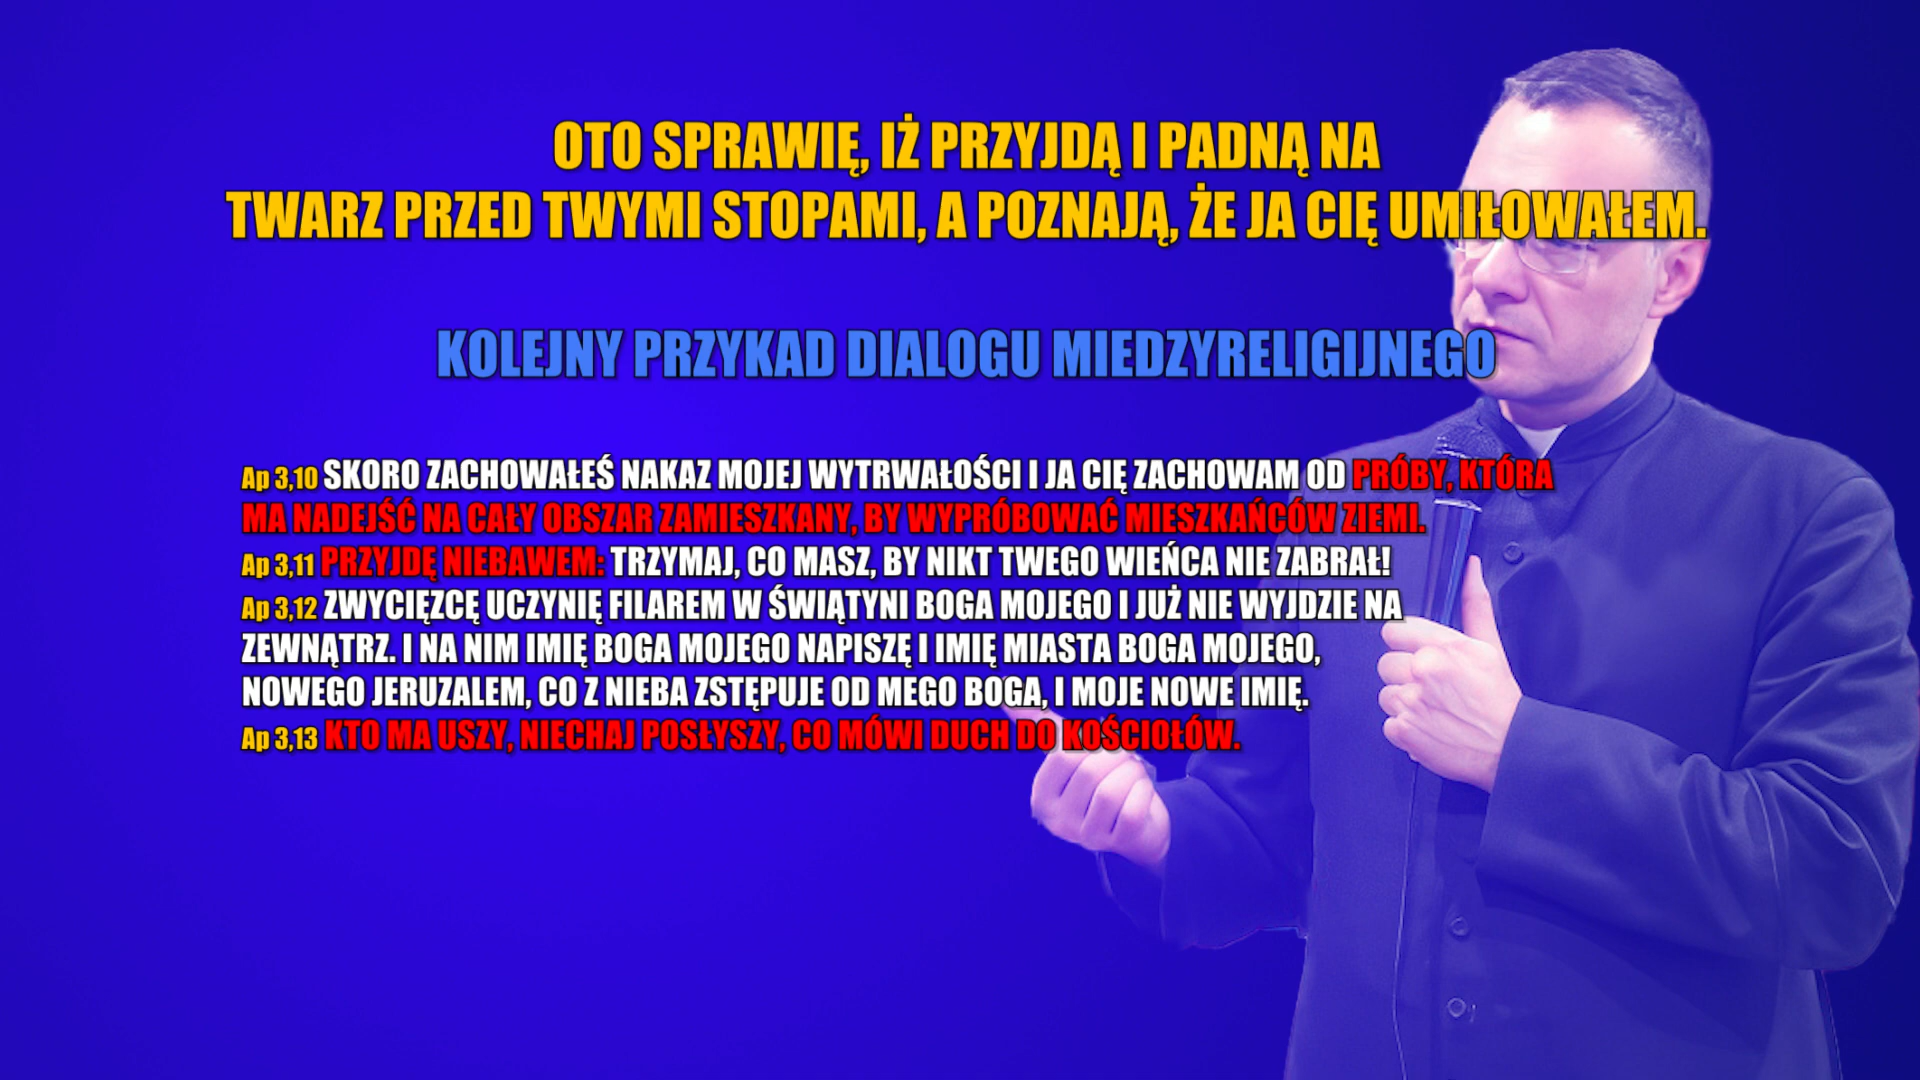 OTO SPRAWIĘ, IŻ PRZYJDĄ I PADNĄ NA
TWARZ PRZED TWYMI STOPAMI, A POZNAJĄ, ŻE JA CIĘ UMIŁOWAŁEM.
KOLEJNY PRZYKAD DIALOGU MIEDZYRELIGIJNEGO
Ap 3,10 SKORO ZACHOWAŁEŚ NAKAZ MOJEJ WYTRWAŁOŚCI I JA CIĘ ZACHOWAM OD PRÓBY, KTÓRA
MA NADEJŚĆ NA CAŁY OBSZAR ZAMIESZKANY, BY WYPRÓBOWAĆ MIESZKAŃCÓW ZIEMI.
Ap 3,11 PRZYJDĘ NIEBAWEM: TRZYMAJ, CO MASZ, BY NIKT TWEGO WIEŃCA NIE ZABRAŁ!
Ap 3,12 ZWYCIĘZCĘ UCZYNIĘ FILAREM W ŚWIĄTYNI BOGA MOJEGO I JUŻ NIE WYJDZIE NA
ZEWNĄTRZ. I NA NIM IMIĘ BOGA MOJEGO NAPISZĘ I IMIĘ MIASTA BOGA MOJEGO,
NOWEGO JERUZALEM, CO Z NIEBA ZSTĘPUJE OD MEGO BOGA, I MOJE NOWE IMIĘ.
Ap 3,13 KTO MA USZY, NIECHAJ POSŁYSZY, CO MÓWI DUCH DO KOŚCIOŁÓW.